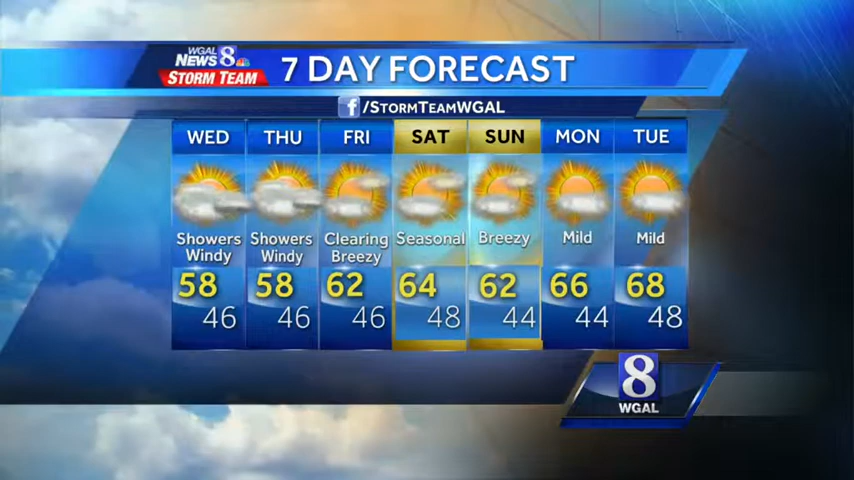 WGAL
NEWS 8
STORM TEAM
7 DAY FORECAST
f/STORMTEAMWGAL
WED THU FRI SAT SUN MON TUE
Showers Windy Showers Windy Clearing Breezy Seasonal Breezy Mild Mild
58 58 62 64 62 66 68
46 46 46 48 44 44 48
8
WGAL